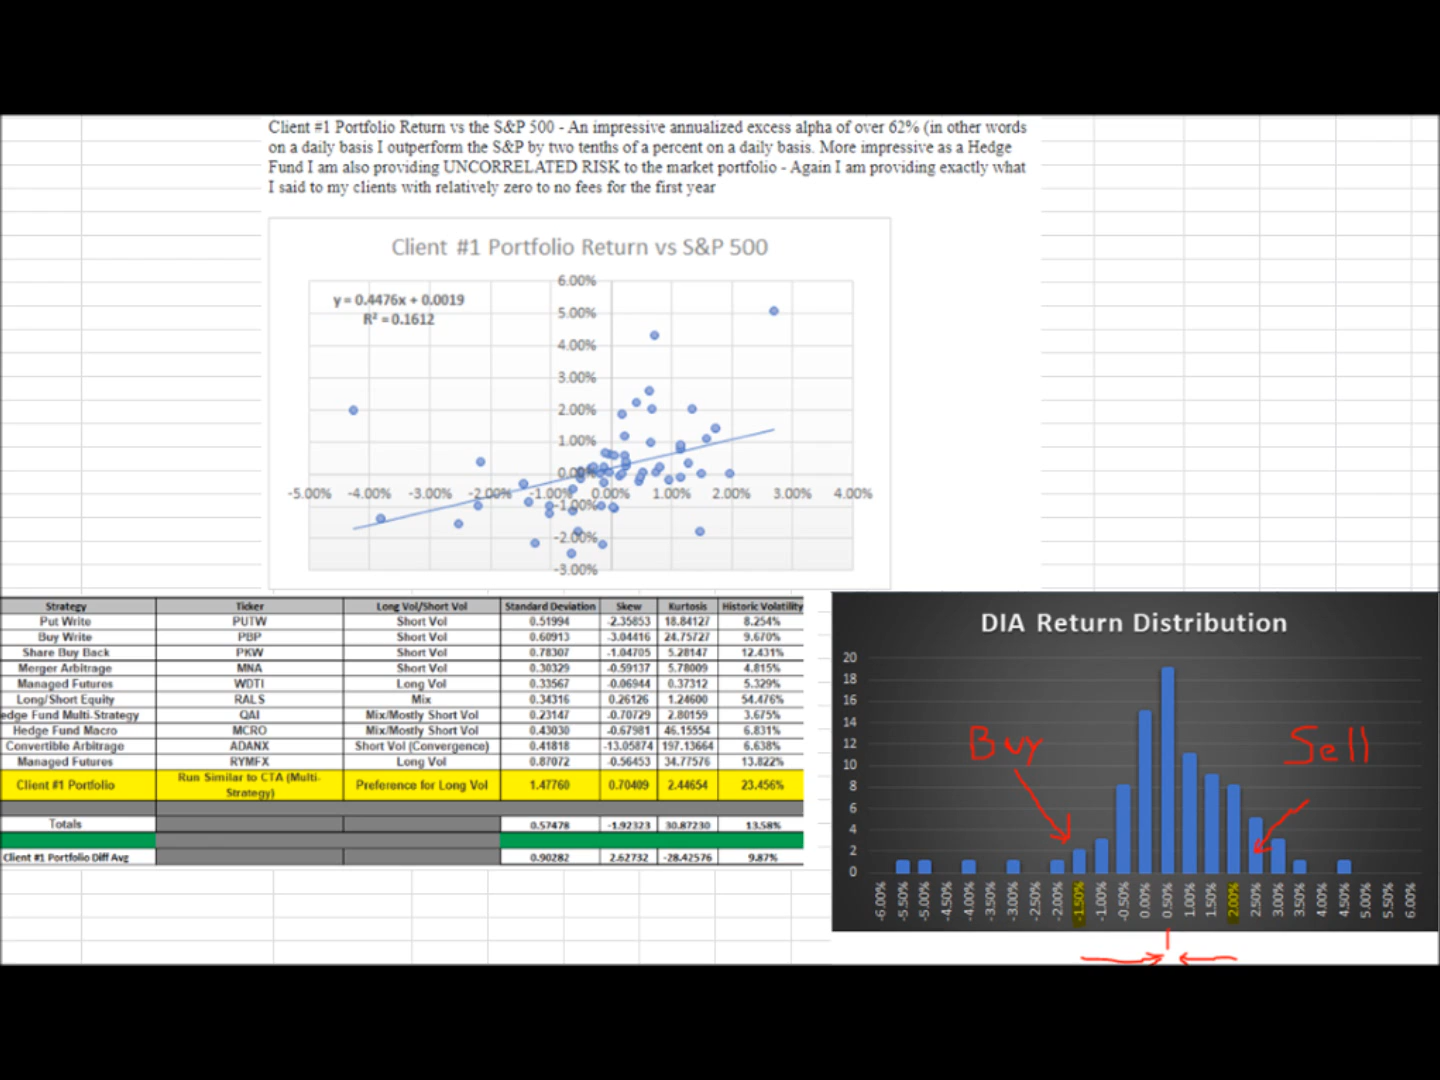 Client #1 Portfolio Return vs the S&P 500 - An impressive annualized excess alpha of over 62% (in other words
on a daily basis I outperform the S&P by two tenths of a percent on a daily basis. More impressive as a Hedge
Fund I am also providing UNCORRELATED RISK to the market portfolio - Again I am providing exactly what
I said to my clients with relatively zero to no fees for the first year
Client #1 Portfolio Return vs S&P 500
y = 0.4476x + 0.0019
R² = 0.1612
6.00%
5.00%
4.00%
3.00%
2.00%
1.00%
0.00%
-5.00% -4.00% -3.00% -2.00% -1.00% 0.00% 1.00% 2.00% 3.00% 4.00%
-1.00%
-2.00%
-3.00%
Strategy Ticker Long Vol/Short Vol Standard Deviation Skew Kurtosis Historic Volatility
Put Write PUTW Short Vol 0.51994 -2.35853 18.84127 8.254%
Buy Write PBP Short Vol 0.60913 -3.04416 24.75727 9.670%
Share Buy Back PKW Short Vol 0.78307 -1.04705 5.28147 12.431%
Merger Arbitrage MNA Short Vol 0.30329 -0.59137 5.78009 4.815%
Managed Futures WDTI Long Vol 0.33567 -0.06944 0.37312 5.329%
Long/Short Equity RALS Mix 0.34316 0.26126 1.24600 54.476%
edge Fund Multi-Strategy QAI Mix/Mostly Short Vol 0.23147 -0.70729 2.80159 3.675%
Hedge Fund Macro MCRO Mix/Mostly Short Vol 0.43030 -0.67981 46.15554 6.831%
Convertible Arbitrage ADANX Short Vol (Convergence) 0.41818 -13.05874 197.13664 6.638%
Managed Futures RYMFX Long Vol 0.87072 -0.56453 34.77576 13.822%
Client #1 Portfolio Run Similar to CTA (Multi-Strategy) Preference for Long Vol 1.47760 0.70409 2.44654 23.456%
Totals 0.57478 -1.92323 30.87230 13.58%
Client #1 Portfolio Diff Avg 0.90282 2.62732 -28.42576 9.87%
DIA Return Distribution
20
18
16
14
12
10
8
6
4
2
0
Buy
Sell
-6.00% -5.50% -5.00% -4.50% -4.00% -3.50% -3.00% -2.50% -2.00% -1.50% -1.00% -0.50% 0.00% 0.50% 1.00% 1.50% 2.00% 2.50% 3.00% 3.50% 4.00% 4.50% 5.00% 5.50% 6.00%